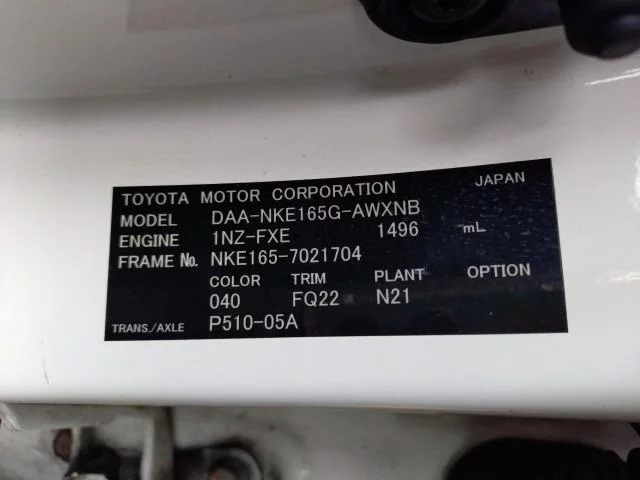 TOYOTA MOTOR CORPORATION JAPAN
MODEL DAA-NKE165G-AWXNB
ENGINE 1NZ-FXE 1496 mL
FRAME No. NKE165-7021704
COLOR TRIM PLANT OPTION
040 FQ22 N21
TRANS./AXLE P510-05A